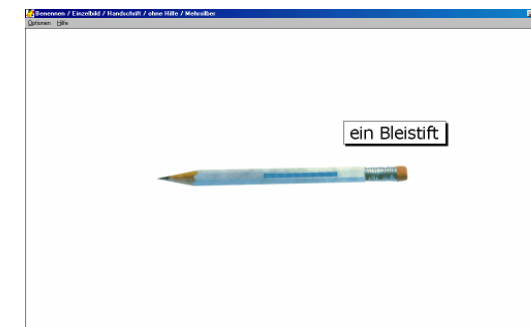 Benennen / Einzelbild / Handschrift / ohne Hilfe / Mehrsilber
Optionen Hilfe
ein Bleistift